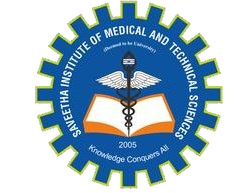 SAVEETHA INSTITUTE OF MEDICAL AND TECHNICAL SCIENCES
(Deemed to be University)
2005
Knowledge Conquers All